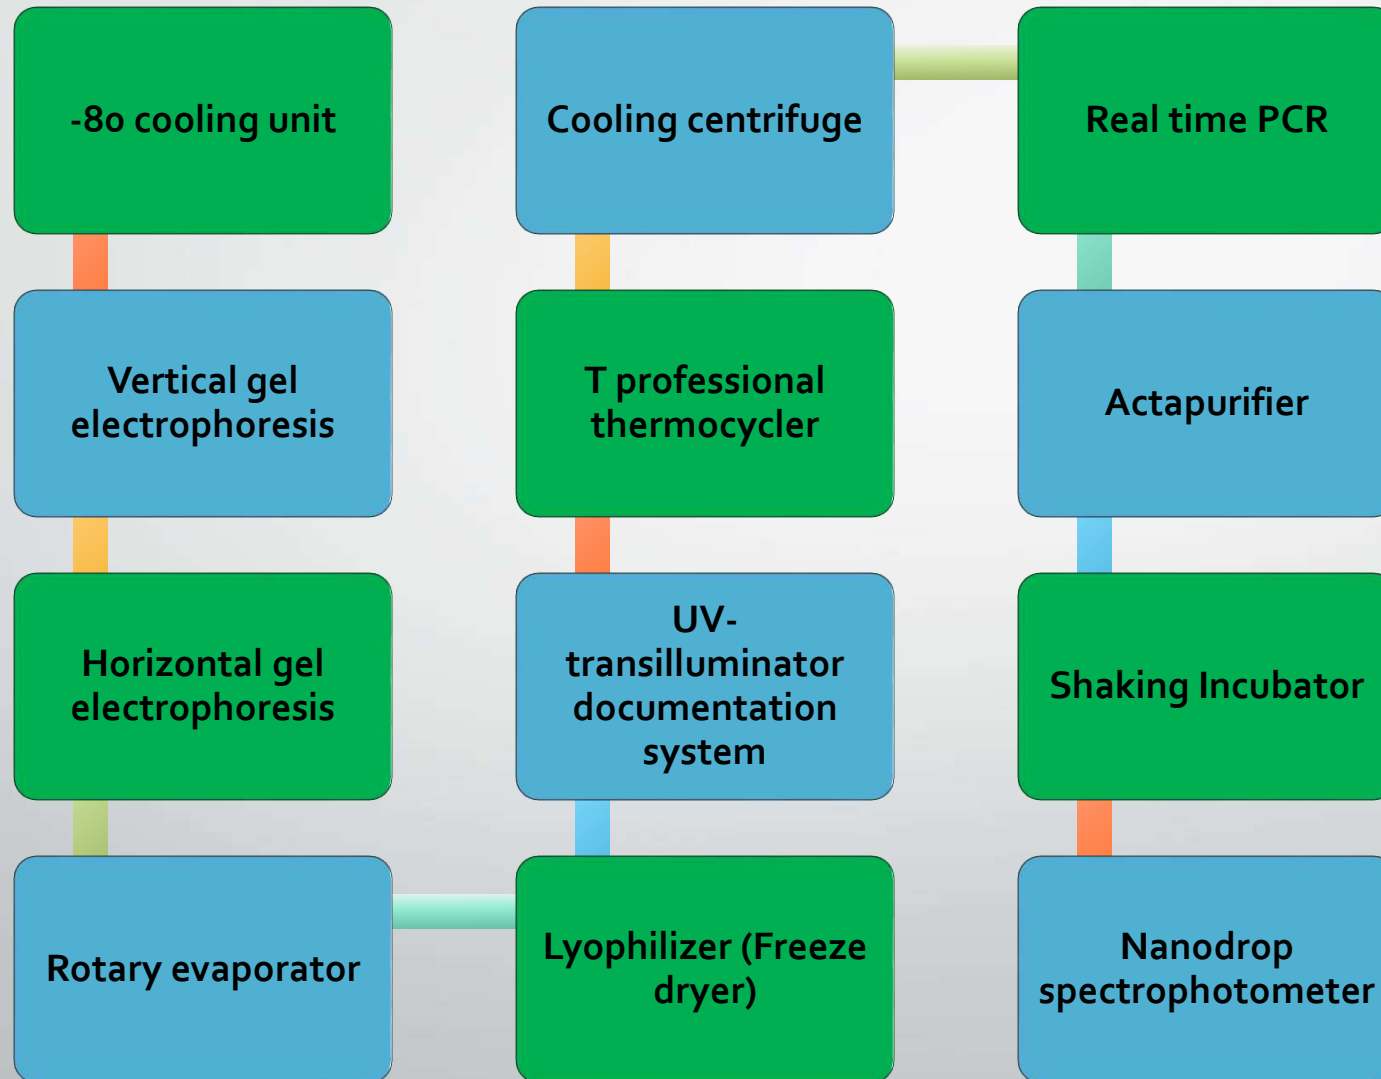 -80 cooling unit
Vertical gel
electrophoresis
Horizontal gel
electrophoresis
Rotary evaporator
Lyophilizer (Freeze
dryer)
UV-
transilluminator
documentation
system
T professional
thermocycler
Cooling centrifuge
Real time PCR
Actapurifier
Shaking Incubator
Nanodrop
spectrophotometer